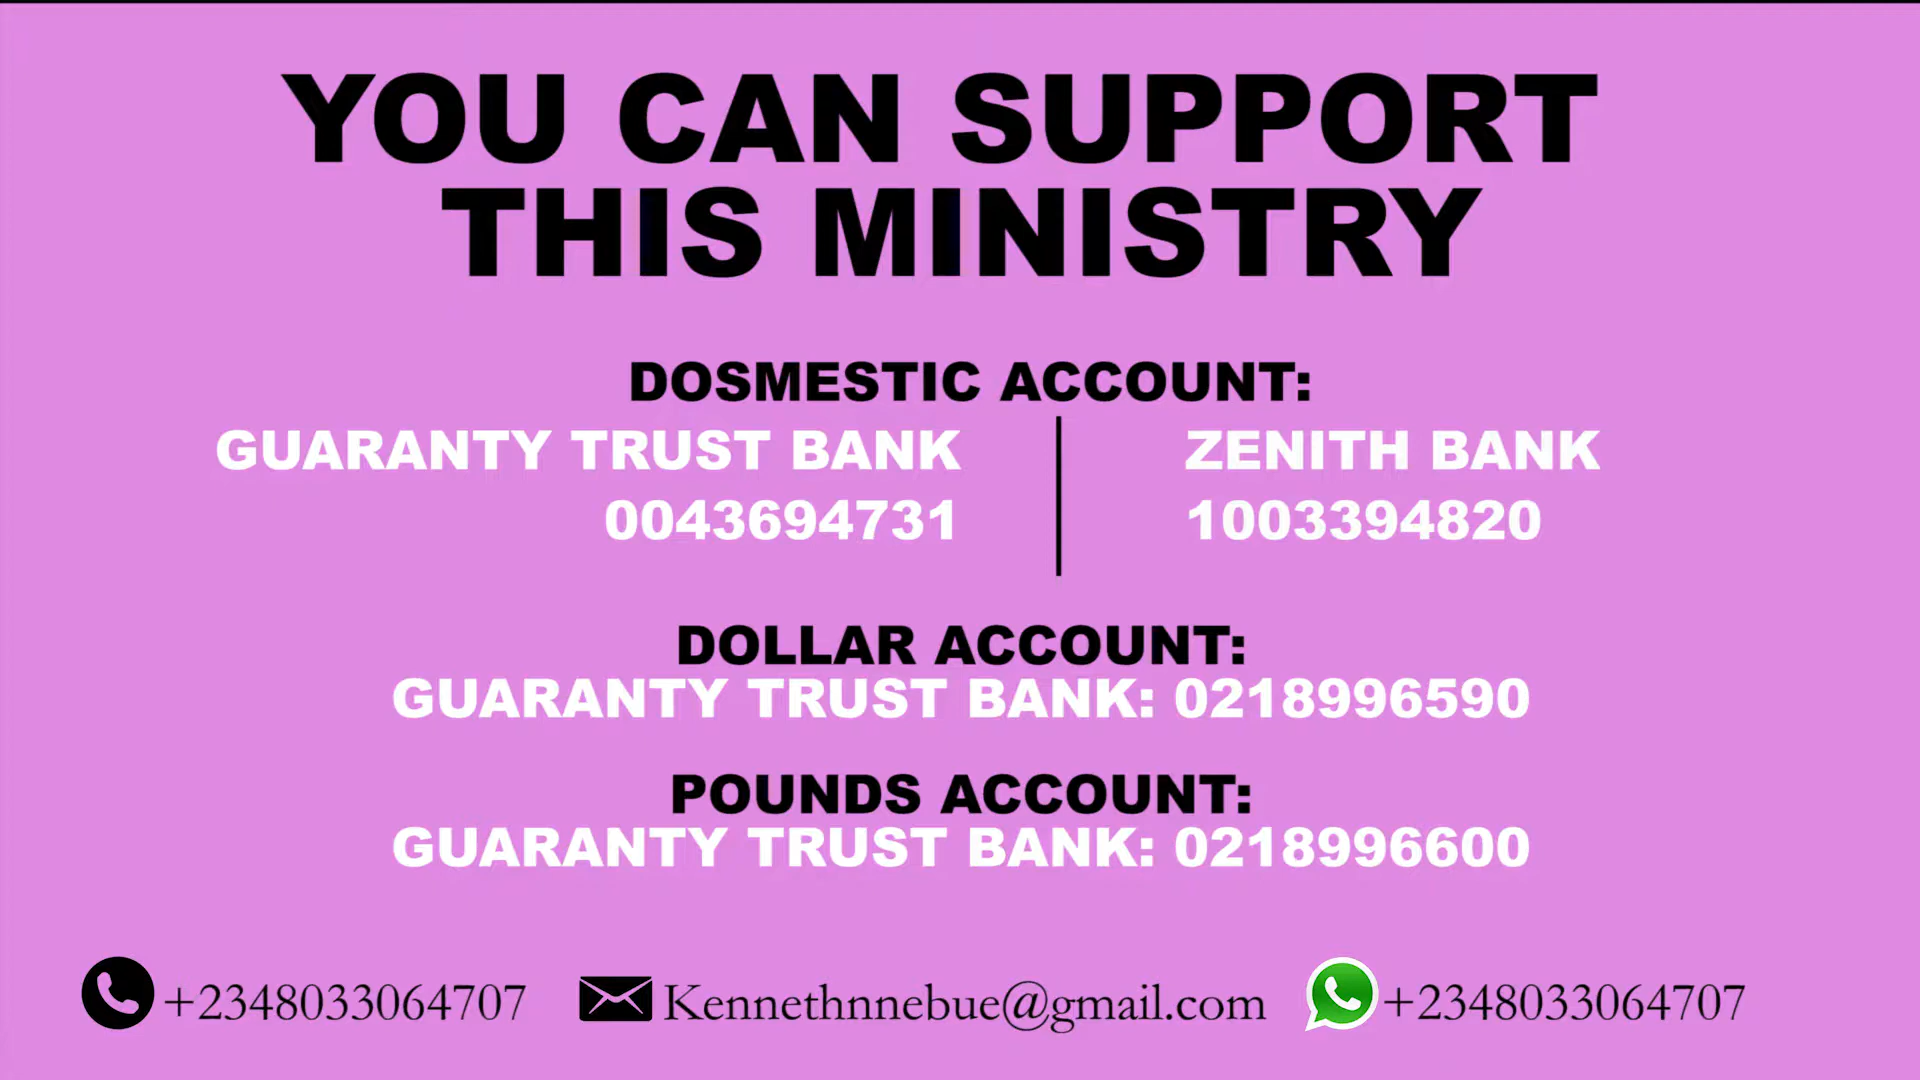 YOU CAN SUPPORT
THIS MINISTRY
DOSMESTIC ACCOUNT:
GUARANTY TRUST BANK
0043694731
ZENITH BANK
1003394820
DOLLAR ACCOUNT:
GUARANTY TRUST BANK: 0218996590
POUNDS ACCOUNT:
GUARANTY TRUST BANK: 0218996600
+2348033064707
Kennethnnebue@gmail.com
+2348033064707